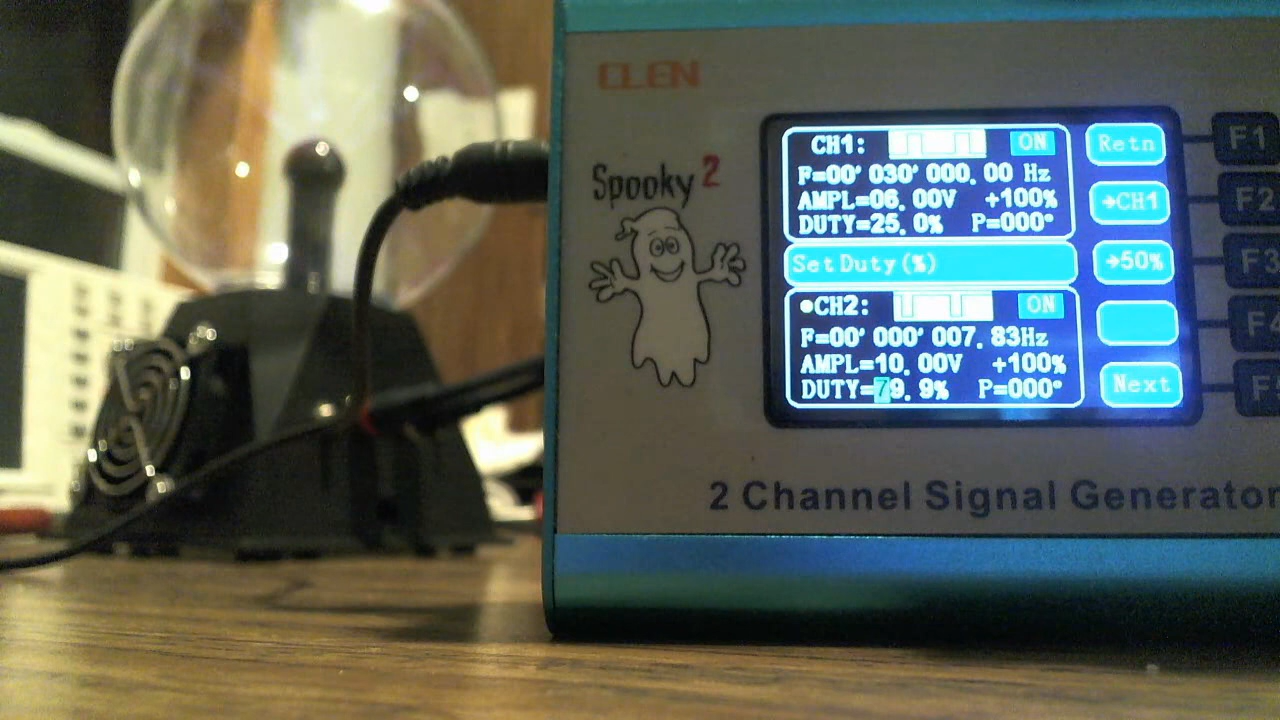 CLEN
Spooky2
CH1: ON
F=00'030'000.00 Hz
AMPL=06.00V +100%
DUTY=25.0% P=000°
Set Duty(%)
CH2: ON
F=00'000'007.83Hz
AMPL=10.00V +100%
DUTY=79.9% P=000°
Retn
→CH1
→50%
Next
F1
F2
F3
F
F
2 Channel Signal Generator